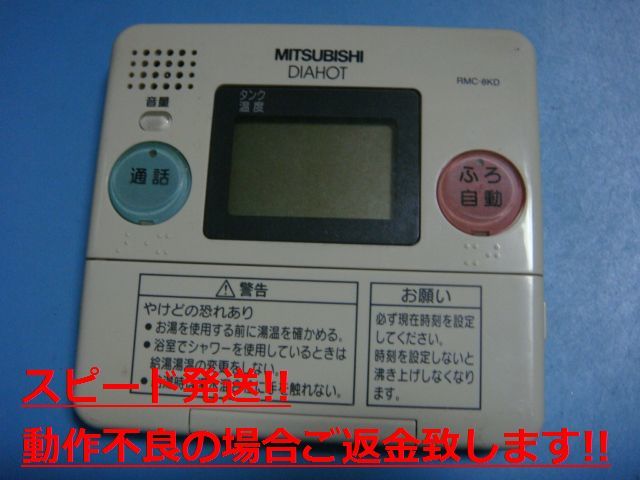 MITSUBISHI
DIAHOT
RMC-6KD
音量
タンク
温度
通話
ふろ
自動
⚠警告
やけどの恐れあり
●お湯を使用する前に湯温を確かめる。
●浴室でシャワーを使用しているときは
給湯湯温の変更をしない
に手を触れない。
お願い
必ず現在時刻を設定
してください。
時刻を設定しないと
沸き上げしなくなり
ます。
スピード発送!!
動作不良の場合ご返金致します!!